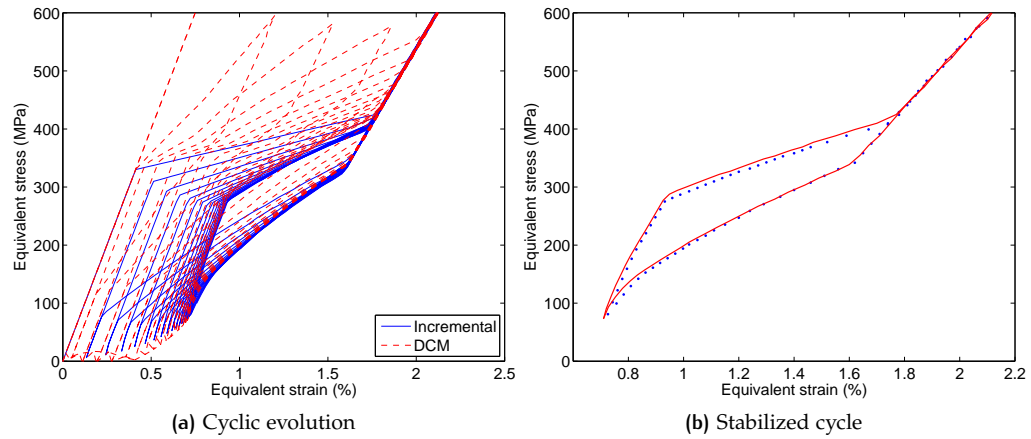 600
500
400
300
200
100
0
Equivalent stress (MPa)
0 0.5 1 1.5 2 2.5
Equivalent strain (%)
Incremental
DCM
(a) Cyclic evolution
600
500
400
300
200
100
0
Equivalent stress (MPa)
0.8 1 1.2 1.4 1.6 1.8 2 2.2
Equivalent strain (%)
(b) Stabilized cycle